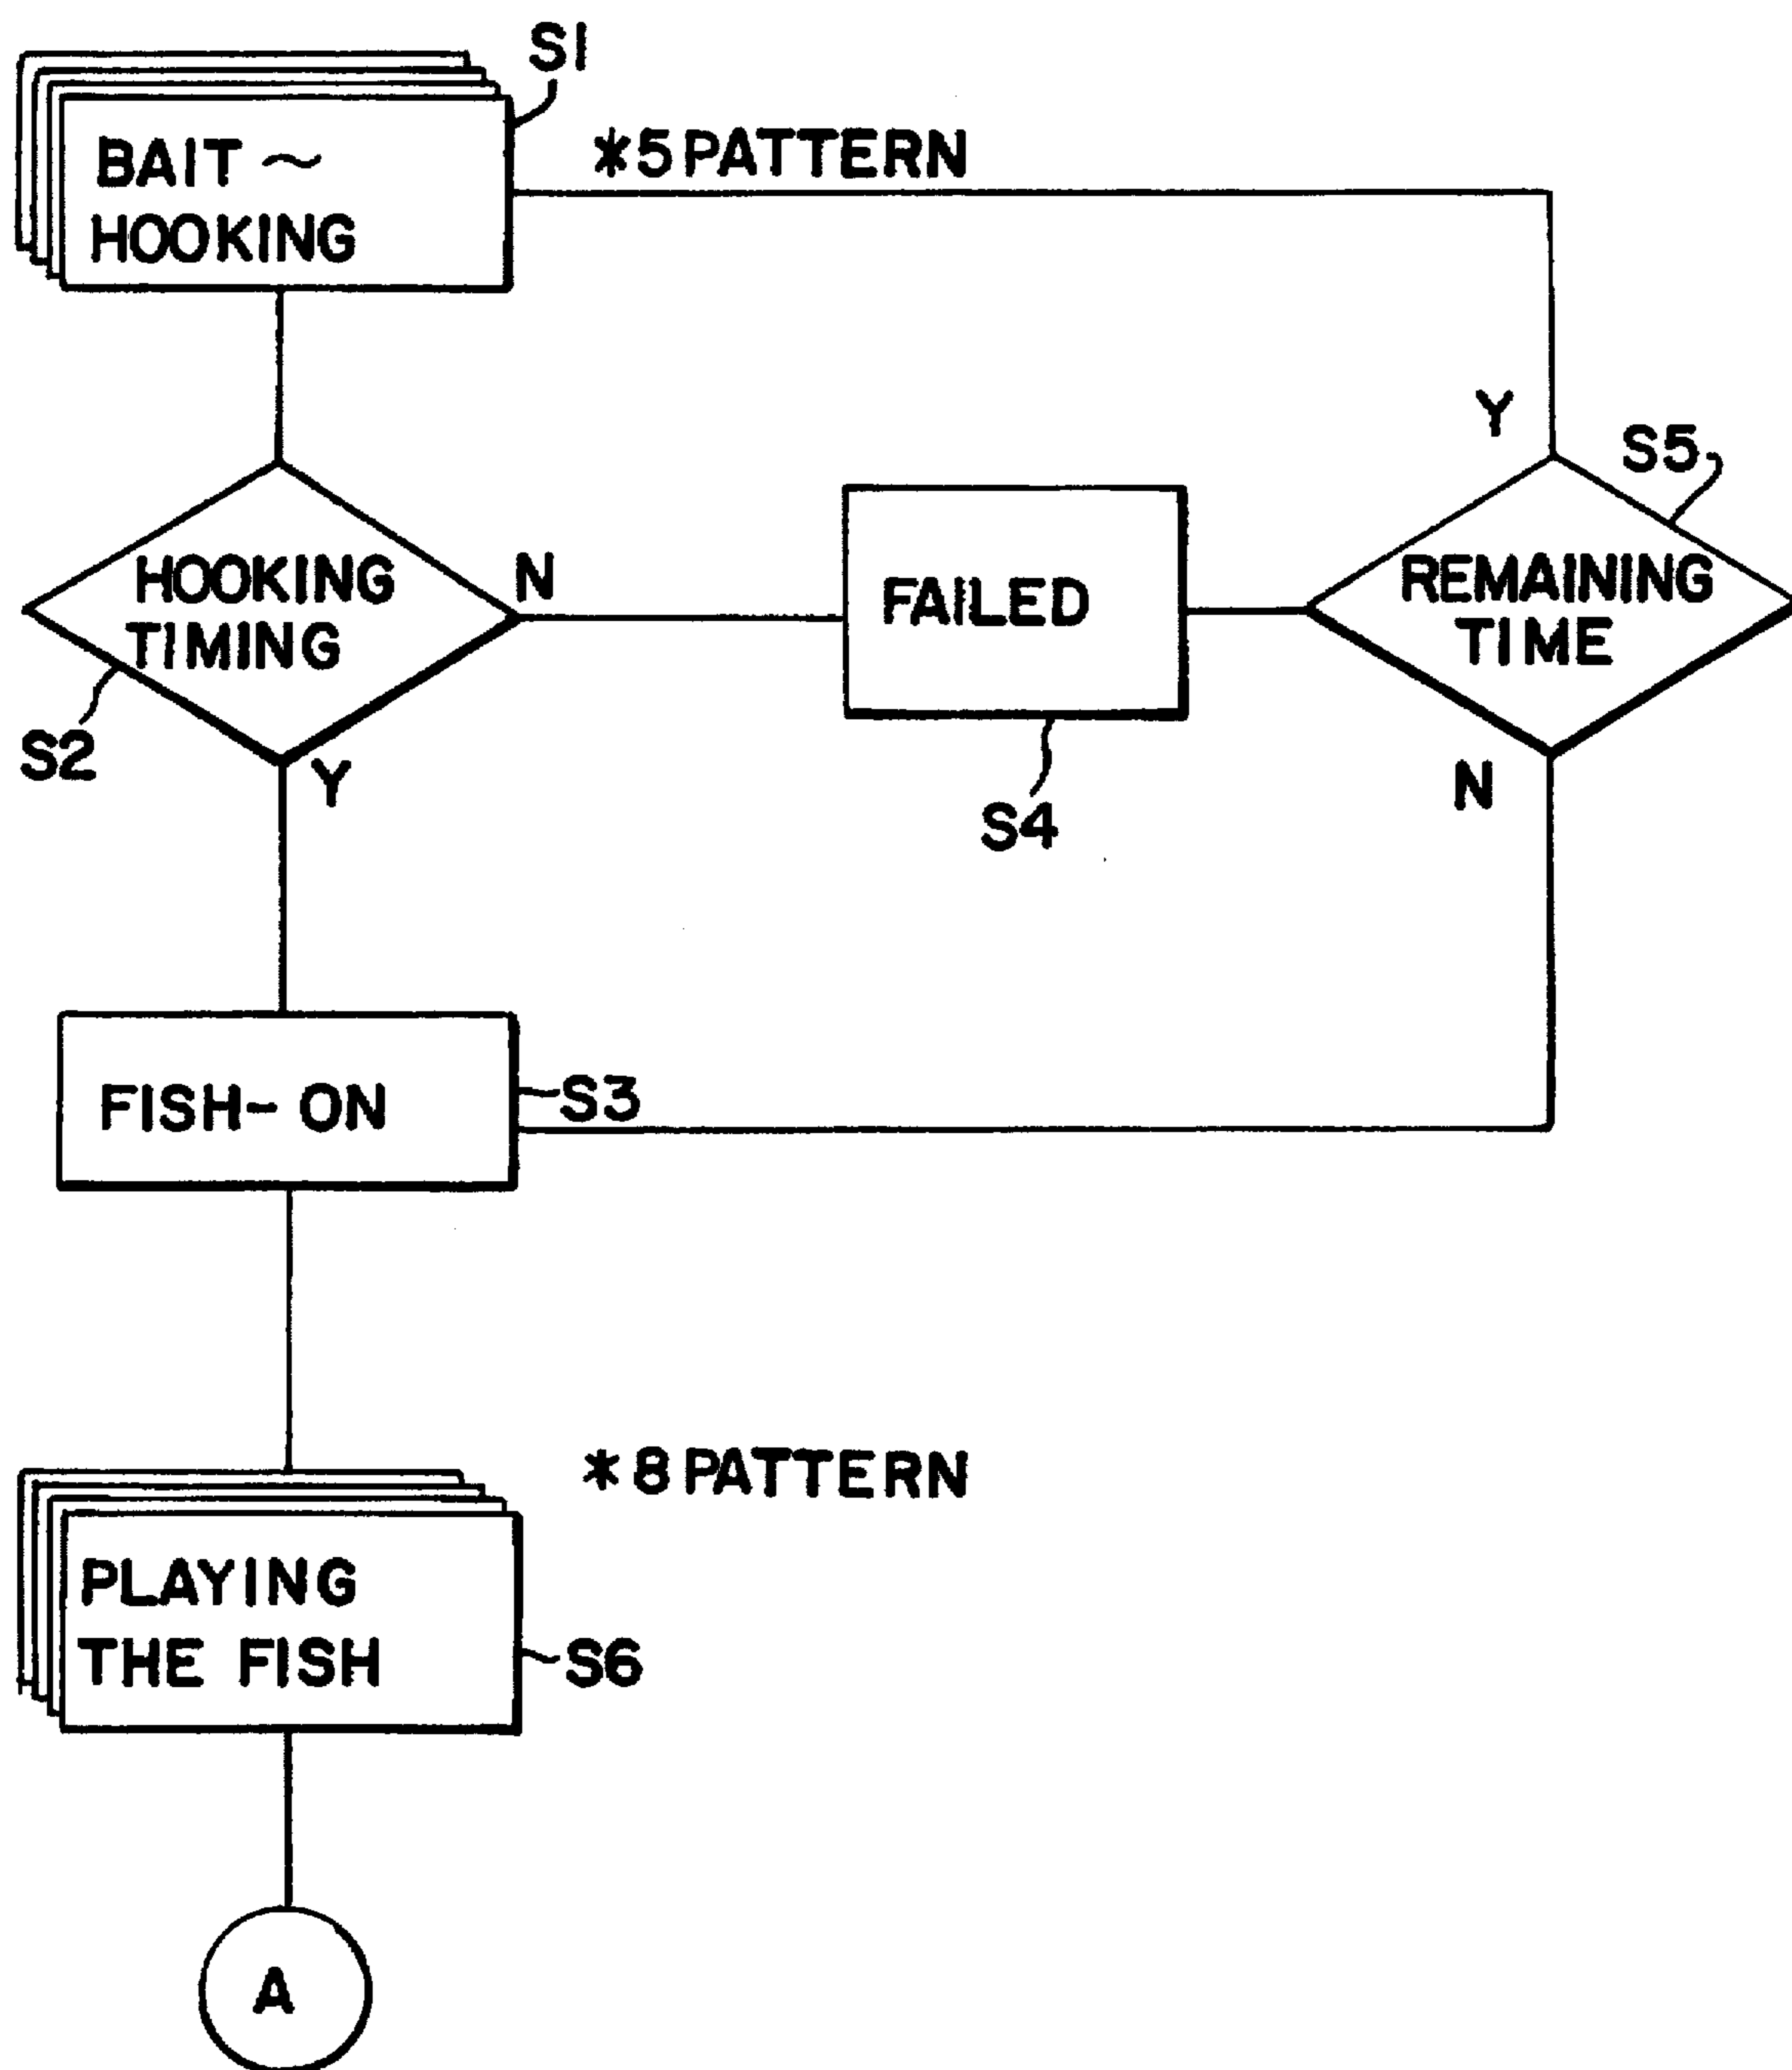 S1
*5 PATTERN
BAIT ~
HOOKING
Y
S5
HOOKING
TIMING
N
FAILED
REMAINING
TIME
S2
Y
S4
N
FISH-ON
S3
*8 PATTERN
PLAYING
THE FISH
S6
A